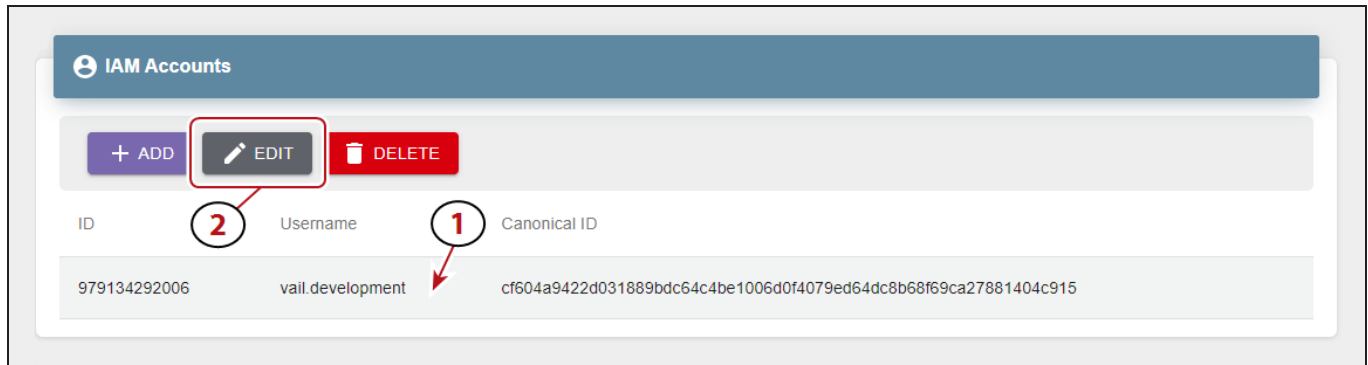 IAM Accounts
ADD EDIT DELETE
2 1
ID Username Canonical ID
979134292006 vail.development cf604a9422d031889bdc64c4be1006d0f4079ed64dc8b68f69ca27881404c915